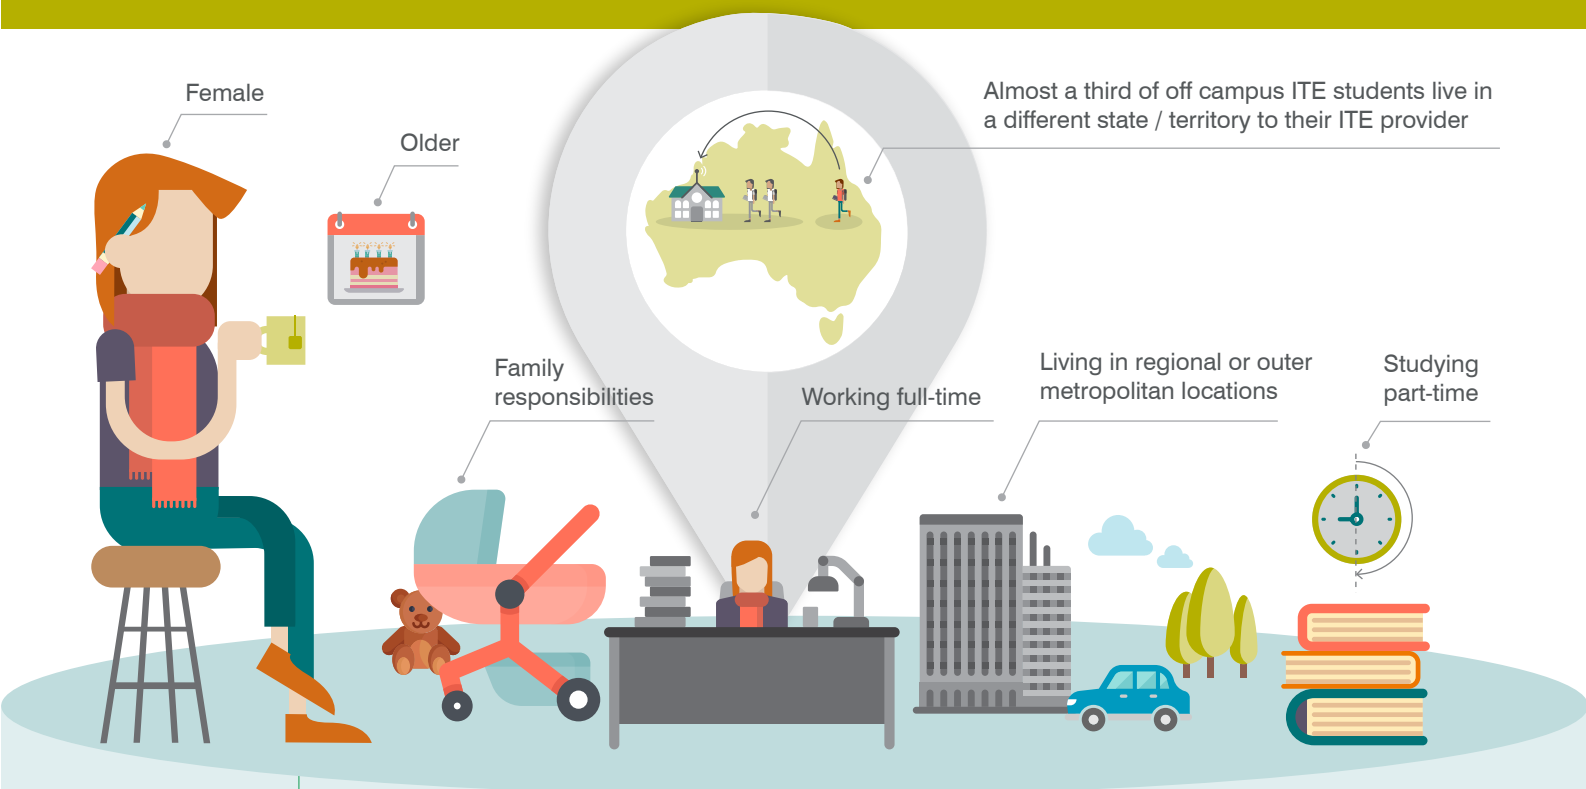 Female
Older
Almost a third of off campus ITE students live in
a different state / territory to their ITE provider
Family
responsibilities
Working full-time
Living in regional or outer
metropolitan locations
Studying
part-time